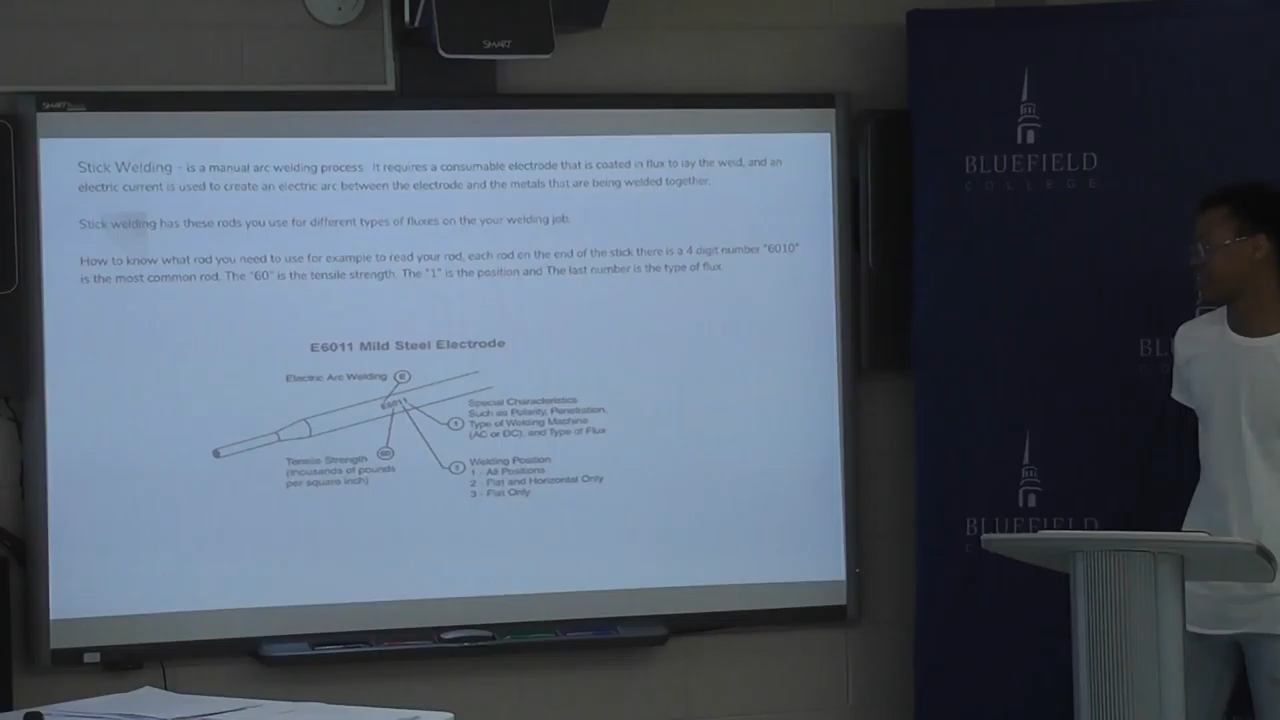 SMART
SMART
Stick Welding - is a manual arc welding process. It requires a consumable electrode that is coated in flux to lay the weld, and an
electric current is used to create an electric arc between the electrode and the metals that are being welded together.
Stick welding has these rods you use for different types of fluxes on the your welding job.
How to know what rod you need to use for example to read your rod, each rod on the end of the stick there is a 4 digit number "6010"
is the most common rod. The "60" is the tensile strength. The "1" is the position and The last number is the type of flux.
E6011 Mild Steel Electrode
Electric Arc Welding E
E6011
Special Characteristics
Such as Polarity, Penetration,
1 Type of Welding Machine
(AC or DC), and Type of Flux
Tensile Strength 60
(thousands of pounds
per square inch)
1 Welding Position
1 - All Positions
2 - Flat and Horizontal Only
3 - Flat Only
BLUEFIELD
COLLEGE
BL
BLUEFIELD